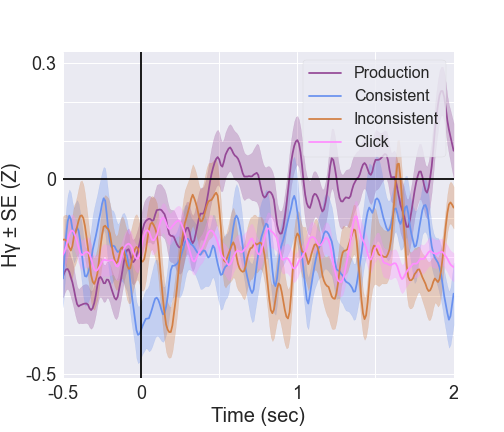 Production
Consistent
Inconsistent
Click
Hγ ± SE (Z)
0.3
0
-0.5
-0.5 0 1 2
Time (sec)